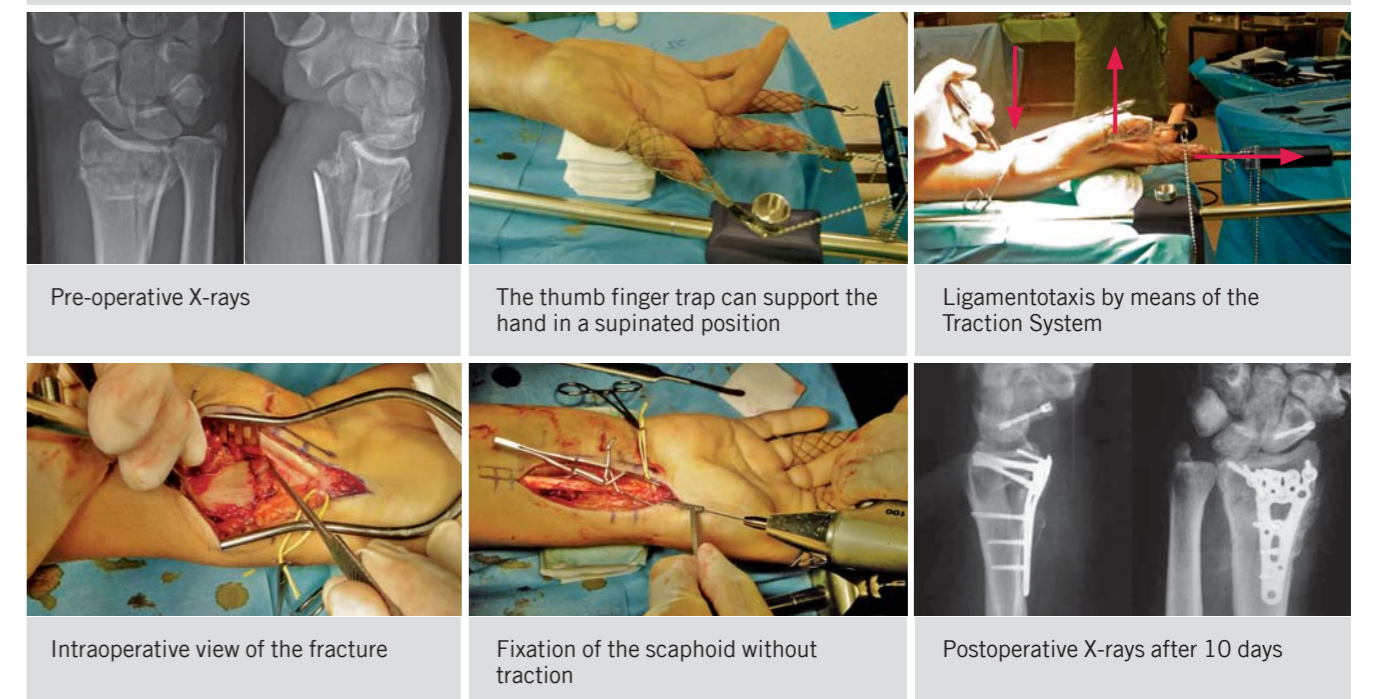 Pre-operative X-rays
The thumb finger trap can support the
hand in a supinated position
Ligamentotaxis by means of the
Traction System
Intraoperative view of the fracture
Fixation of the scaphoid without
traction
Postoperative X-rays after 10 days